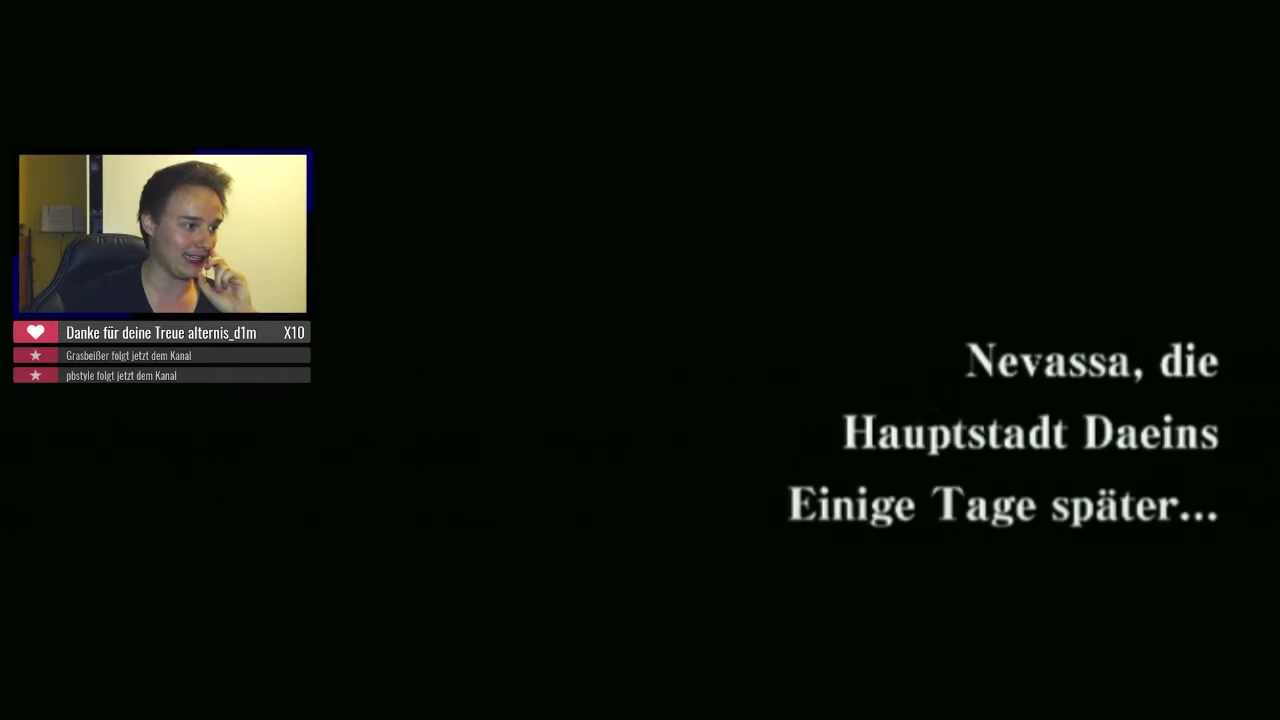 Danke für deine Treue alternis_d1m X10
Grasbeißer folgt jetzt dem Kanal
pbstyle folgt jetzt dem Kanal
Nevassa, die
Hauptstadt Daeins
Einige Tage später...